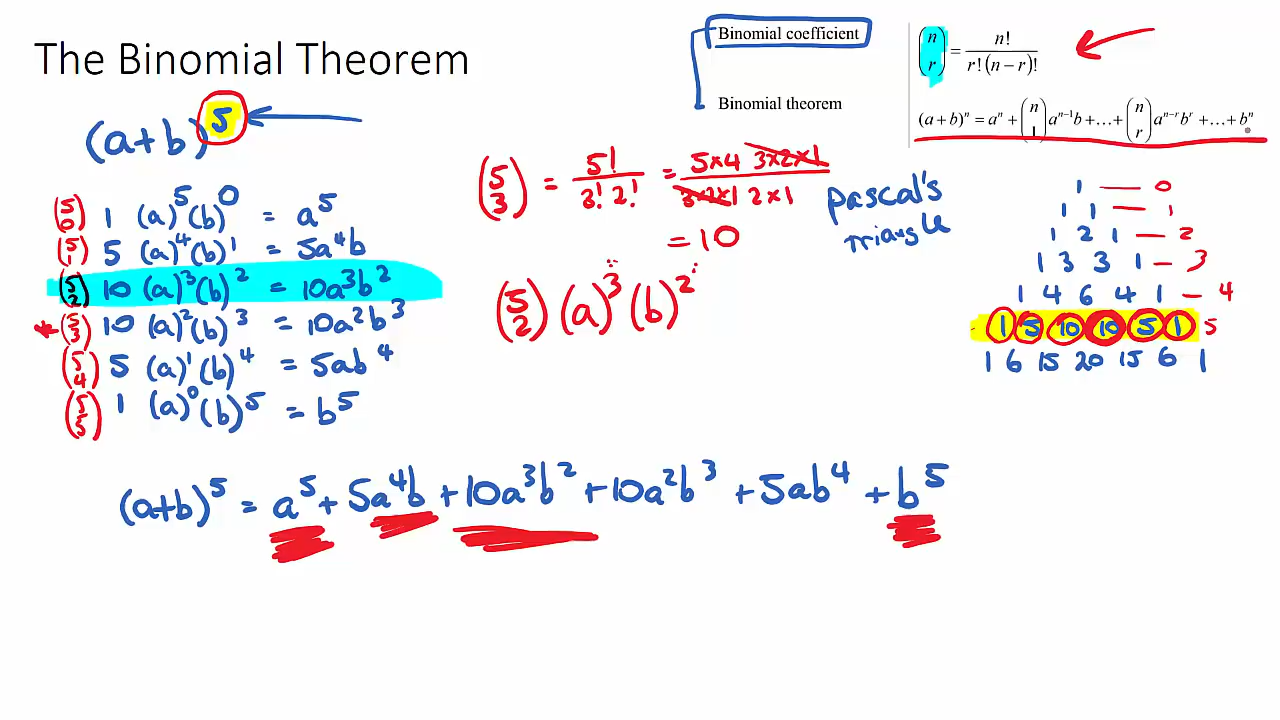 The Binomial Theorem
(a+b)^5
Binomial coefficient
(n r) = n! / r!(n−r)!
Binomial theorem
(a+b)^n = a^n + (n 1) a^{n−1}b + … + (n r) a^{n−r}b^r + … + b^n
(5 0) 1 (a)^5(b)^0 = a^5
(5 1) 5 (a)^4(b)^1 = 5a^4b
(5 2) 10 (a)^3(b)^2 = 10a^3b^2
(5 3) 10 (a)^2(b)^3 = 10a^2b^3
(5 4) 5 (a)^1(b)^4 = 5ab^4
(5 5) 1 (a)^0(b)^5 = b^5
(5 3) = 5! / 3! 2! = 5×4 3×2×1 / 3×2×1 2×1
= 10
(5 2) (a)^3 (b)^2
Pascal's
triangle
1 — 0
1 1 — 1
1 2 1 — 2
1 3 3 1 — 3
1 4 6 4 1 — 4
1 5 10 10 5 1 5
1 6 15 20 15 6 1
(a+b)^5 = a^5 + 5a^4b + 10a^3b^2 + 10a^2b^3 + 5ab^4 + b^5